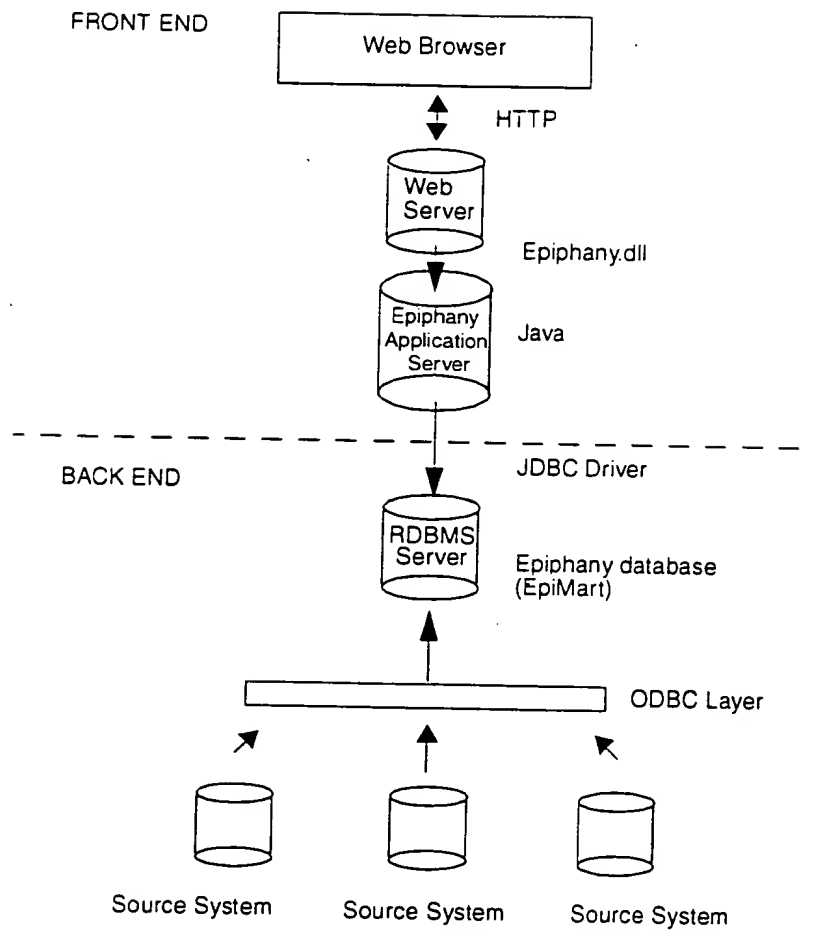 FRONT END
Web Browser
HTTP
Web
Server
Epiphany.dll
Epiphany
Application
Server
Java
JDBC Driver
BACK END
RDBMS
Server
Epiphany database
(EpiMart)
ODBC Layer
Source System
Source System
Source System